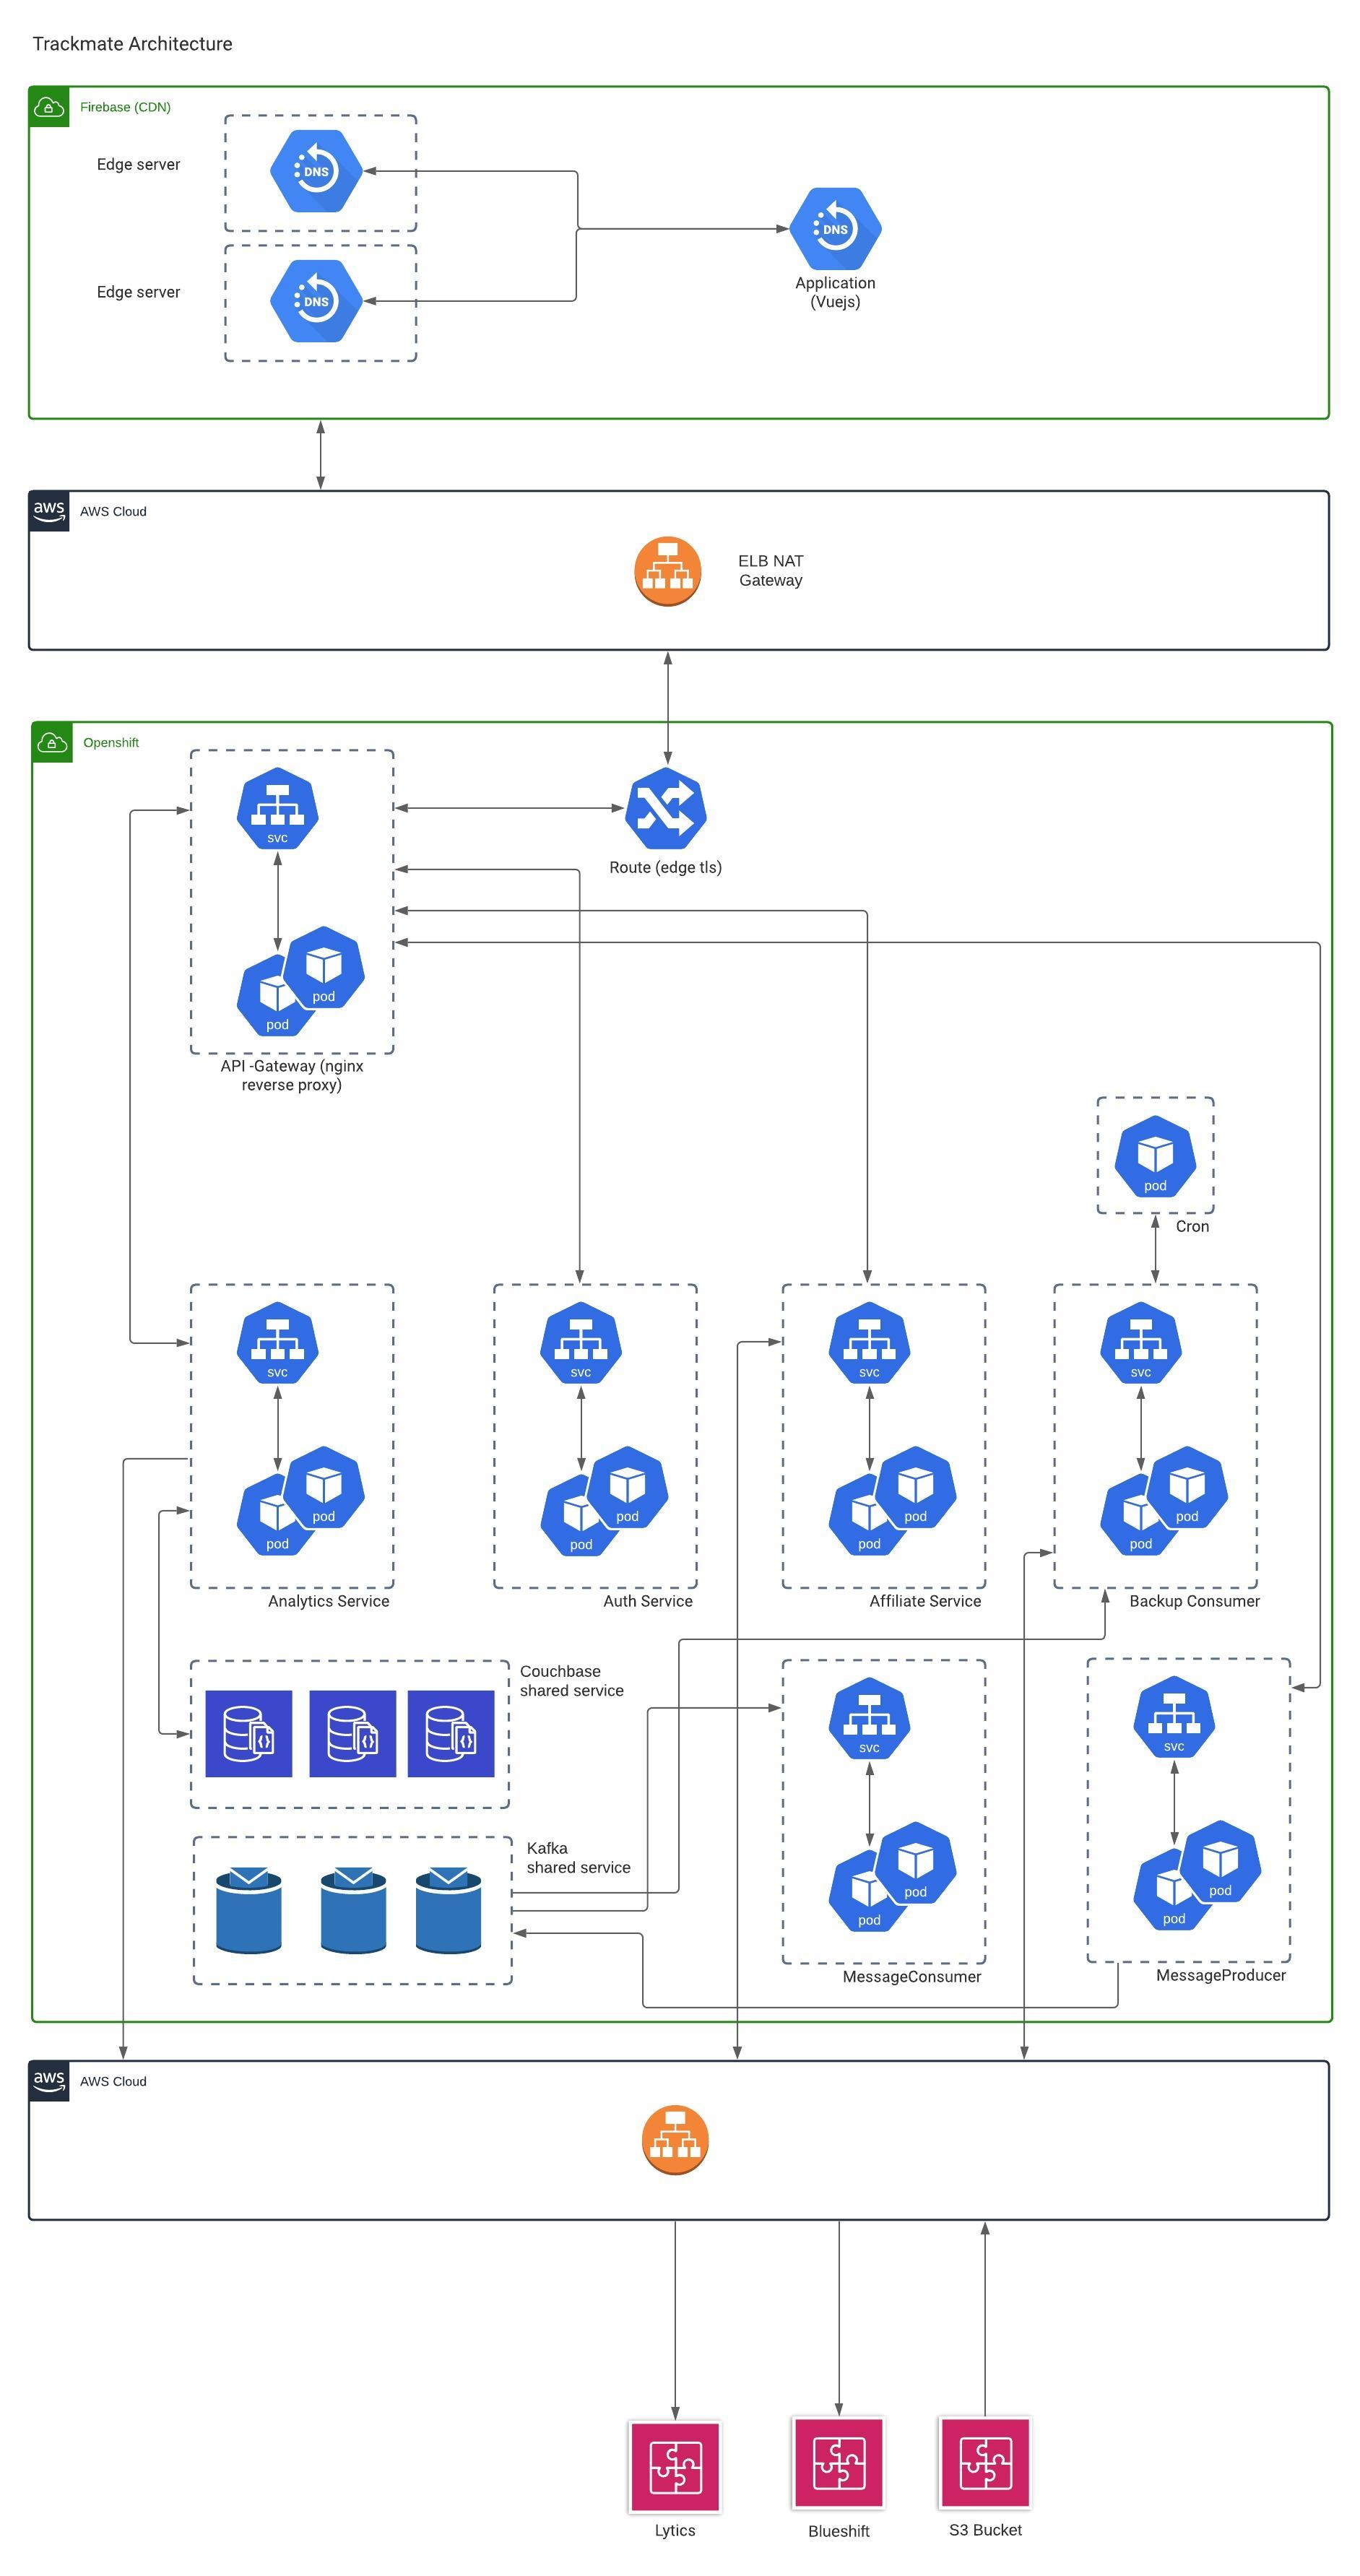 Trackmate Architecture
Firebase (CDN)
Edge server
DNS
Edge server
DNS
DNS
Application
(Vuejs)
aws
AWS Cloud
ELB NAT
Gateway
Openshift
svc
pod
pod
API -Gateway (nginx
reverse proxy)
Route (edge tls)
pod
Cron
svc
pod
pod
Analytics Service
svc
pod
pod
Auth Service
svc
pod
pod
Affiliate Service
svc
pod
pod
Backup Consumer
Couchbase
shared service
Kafka
shared service
svc
pod
pod
MessageConsumer
svc
pod
pod
MessageProducer
aws
AWS Cloud
Lytics
Blueshift
S3 Bucket